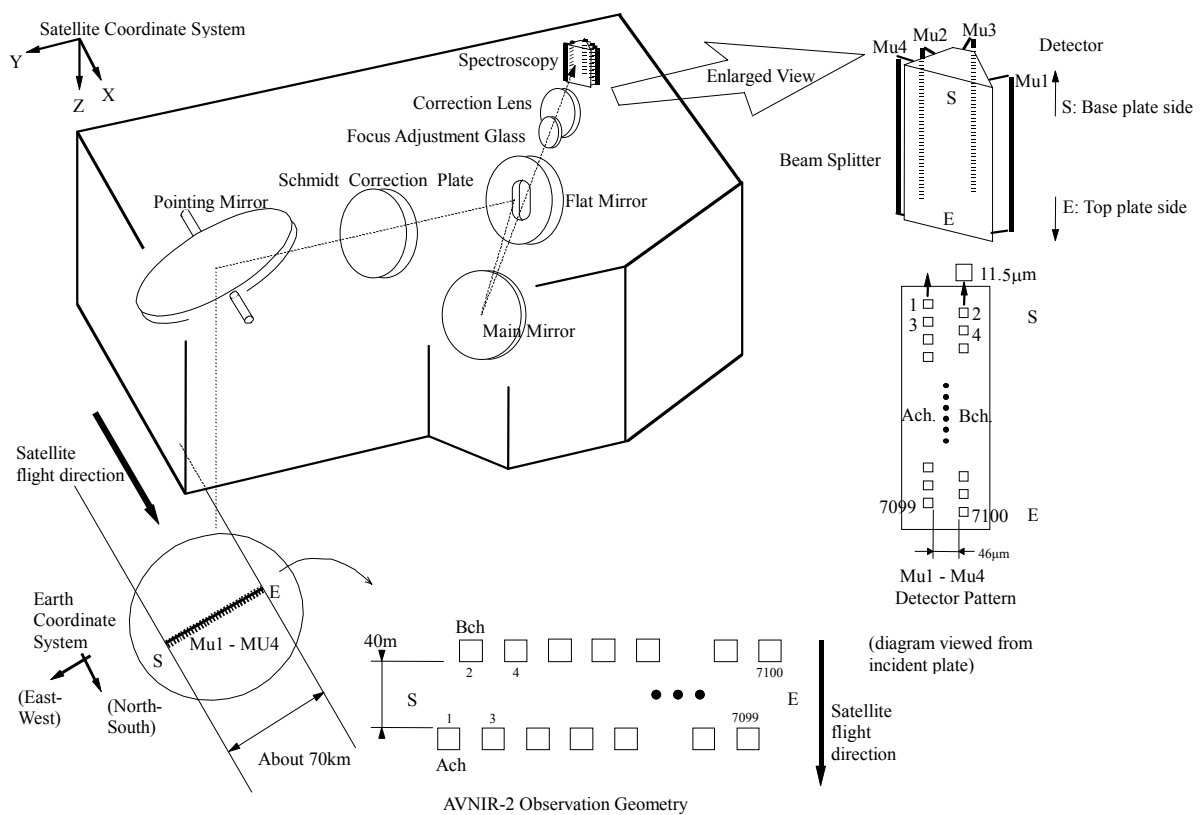 Satellite Coordinate System
Y
Z
X
Spectroscopy
Correction Lens
Focus Adjustment Glass
Schmidt Correction Plate
Pointing Mirror
Flat Mirror
Main Mirror
Enlarged View
Mu4
Mu2
Mu3
Mu1
Detector
S
S: Base plate side
Beam Splitter
E
E: Top plate side
11.5μm
1
3
2
4
S
Ach.
Bch.
7099
7100
E
46μm
Mu1 - Mu4
Detector Pattern
(diagram viewed from
incident plate)
Satellite
flight direction
Earth
Coordinate
System
(East-
West)
(North-
South)
E
Mu1 - MU4
S
About 70km
40m
Bch
2
4
7100
S
E
1
3
7099
Ach
Satellite
flight
direction
AVNIR-2 Observation Geometry